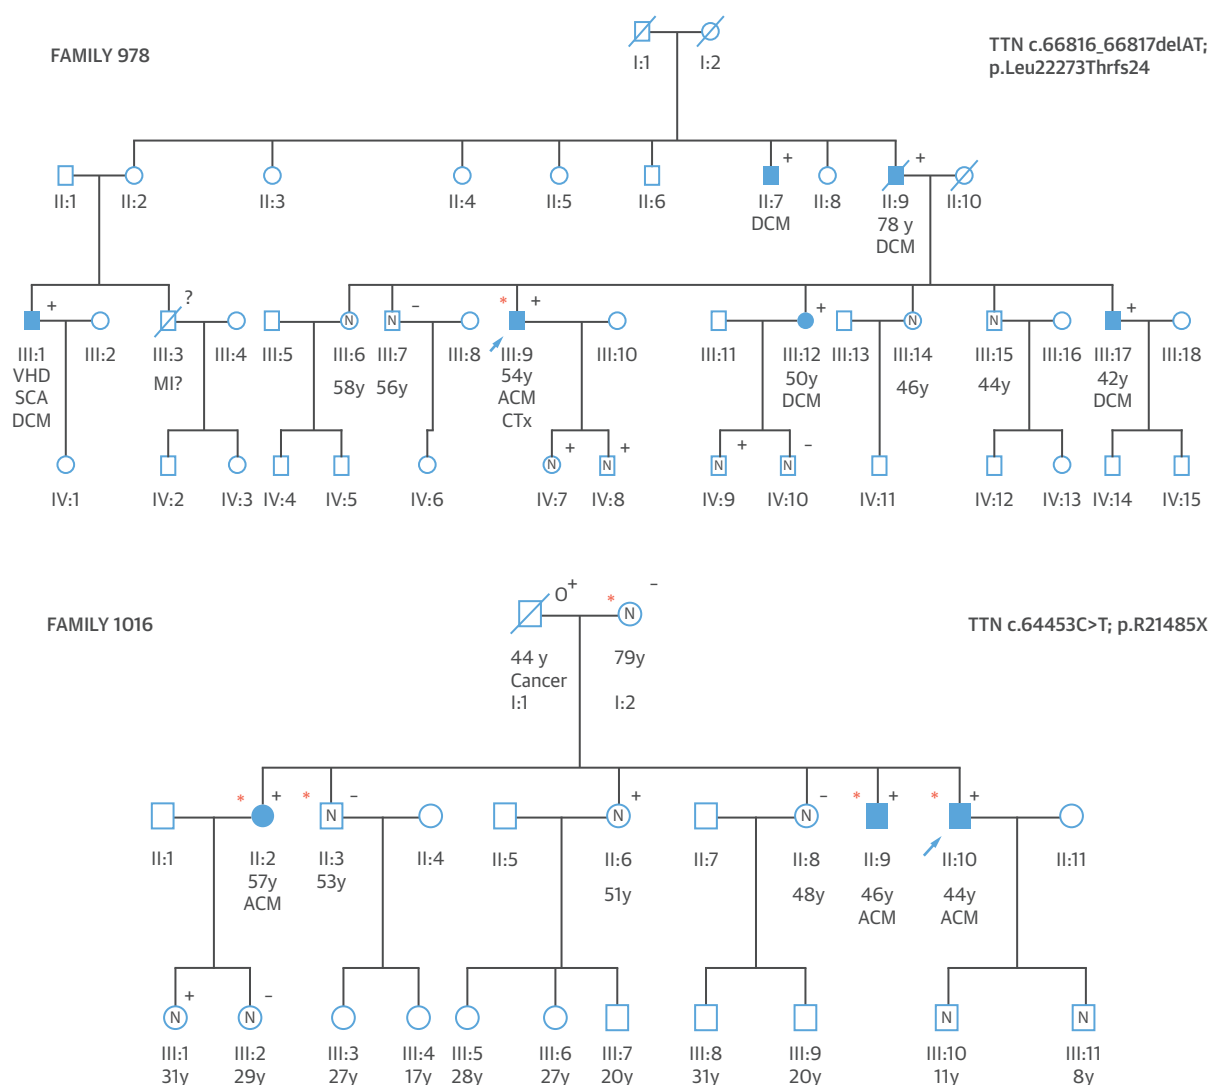 FAMILY 978
TTN c.66816_66817delAT;
p.Leu22273Thrfs24
I:1 I:2
+ +
II:1 II:2 II:3 II:4 II:5 II:6 II:7 II:8 II:9 II:10
DCM
78 y
DCM
+ ? – * + + +
N N N N
III:1 III:2 III:3 III:4 III:5 III:6 III:7 III:8 III:9 III:10 III:11 III:12 III:13 III:14 III:15 III:16 III:17 III:18
VHD
SCA
DCM
MI?
58y
56y
54y
ACM
CTx
50y
DCM
46y
44y
42y
DCM
+ + + –
N N N N
IV:1 IV:2 IV:3 IV:4 IV:5 IV:6 IV:7 IV:8 IV:9 IV:10 IV:11 IV:12 IV:13 IV:14 IV:15
FAMILY 1016
TTN c.64453C>T; p.R21485X
O+ * –
N
44 y 79y
Cancer
I:1 I:2
* + * – + – * + * +
N N N
II:1 II:2 II:3 II:4 II:5 II:6 II:7 II:8 II:9 II:10 II:11
57y
ACM
53y
51y
48y
46y
ACM
44y
ACM
+ –
N N N N
III:1 III:2 III:3 III:4 III:5 III:6 III:7 III:8 III:9 III:10 III:11
31y 29y 27y 17y 28y 27y 20y 31y 20y 11y 8y